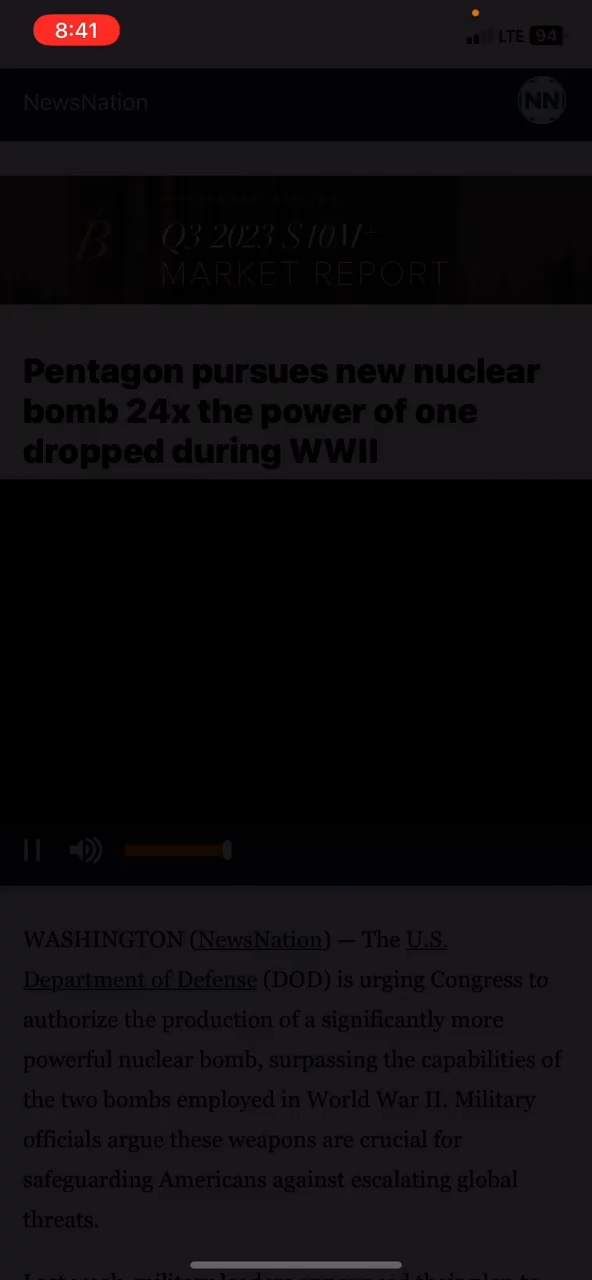 8:41
LTE 94
NewsNation
NN
B
Q3 2023 $10M+
MARKET REPORT
Pentagon pursues new nuclear
bomb 24x the power of one
dropped during WWII
WASHINGTON (NewsNation) — The U.S.
Department of Defense (DOD) is urging Congress to
authorize the production of a significantly more
powerful nuclear bomb, surpassing the capabilities of
the two bombs employed in World War II. Military
officials argue these weapons are crucial for
safeguarding Americans against escalating global
threats.